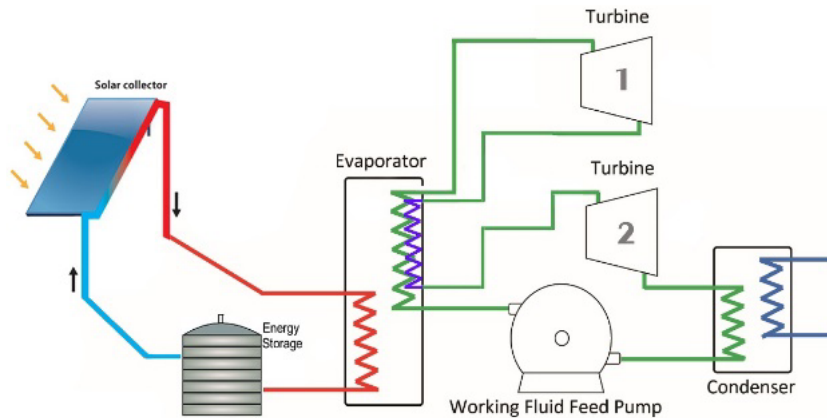 Turbine
Solar collector
1
Evaporator
Turbine
2
Energy
Storage
Working Fluid Feed Pump
Condenser